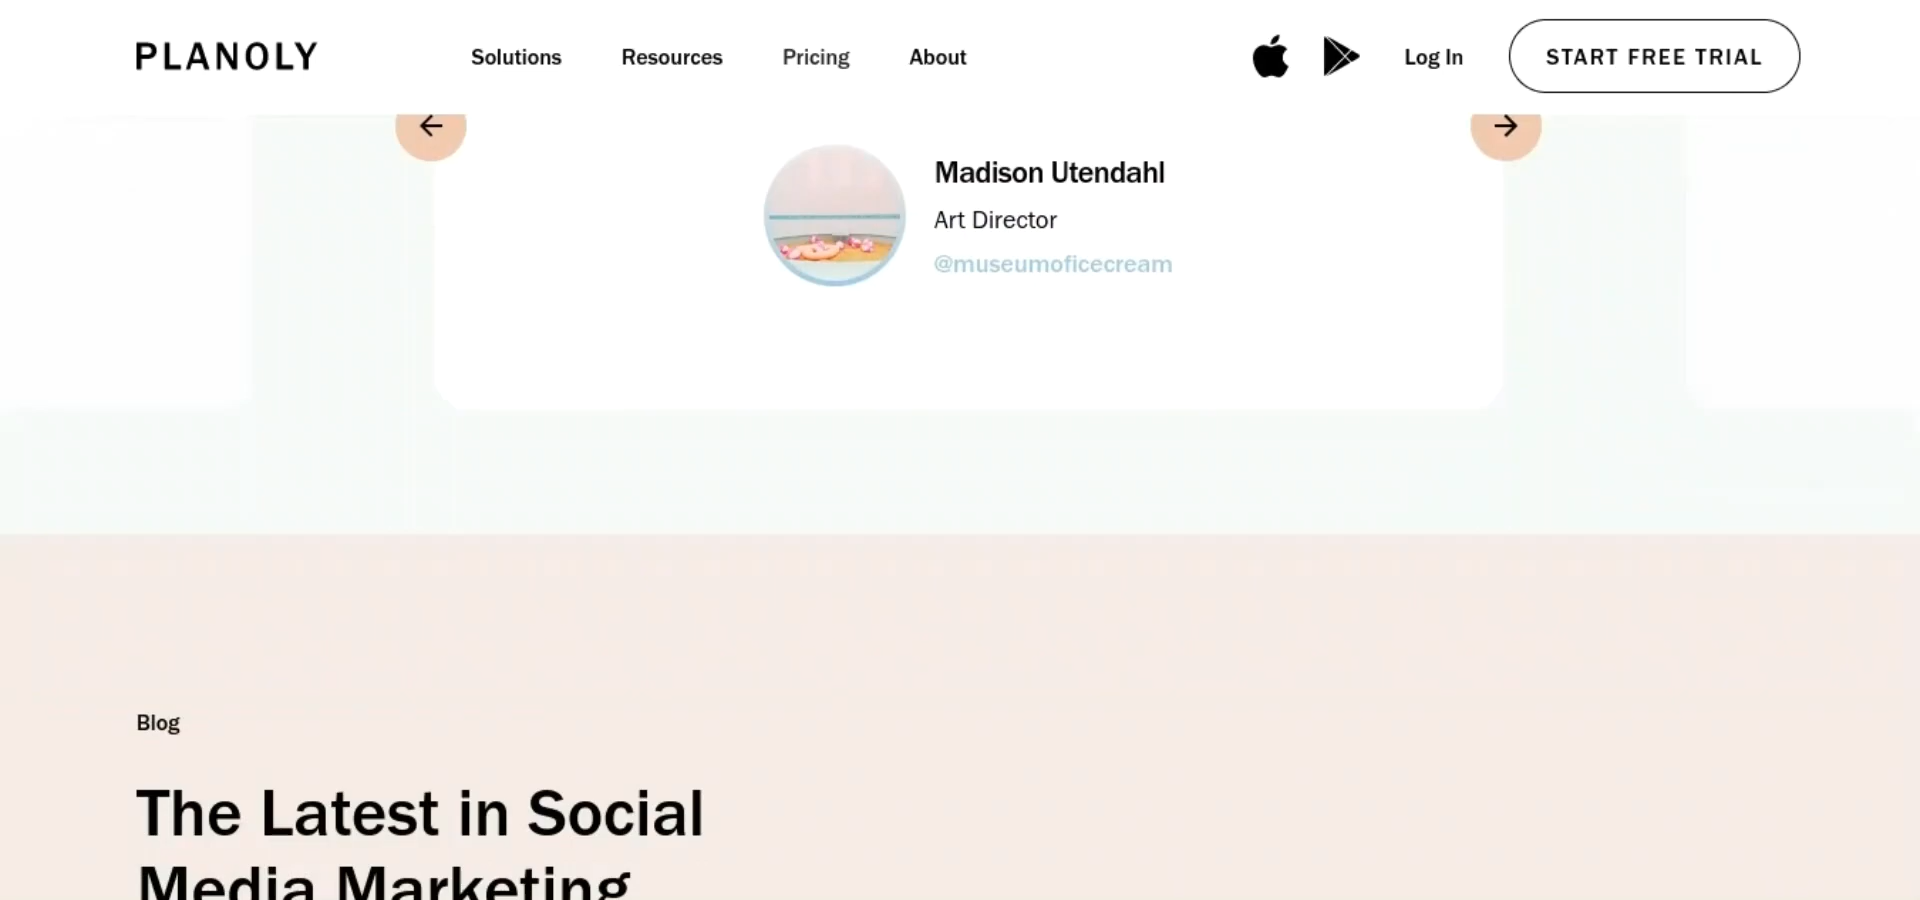 PLANOLY
Solutions
Resources
Pricing
About
Log In
START FREE TRIAL
Madison Utendahl
Art Director
@museumoficecream
Blog
The Latest in Social
Media Marketing